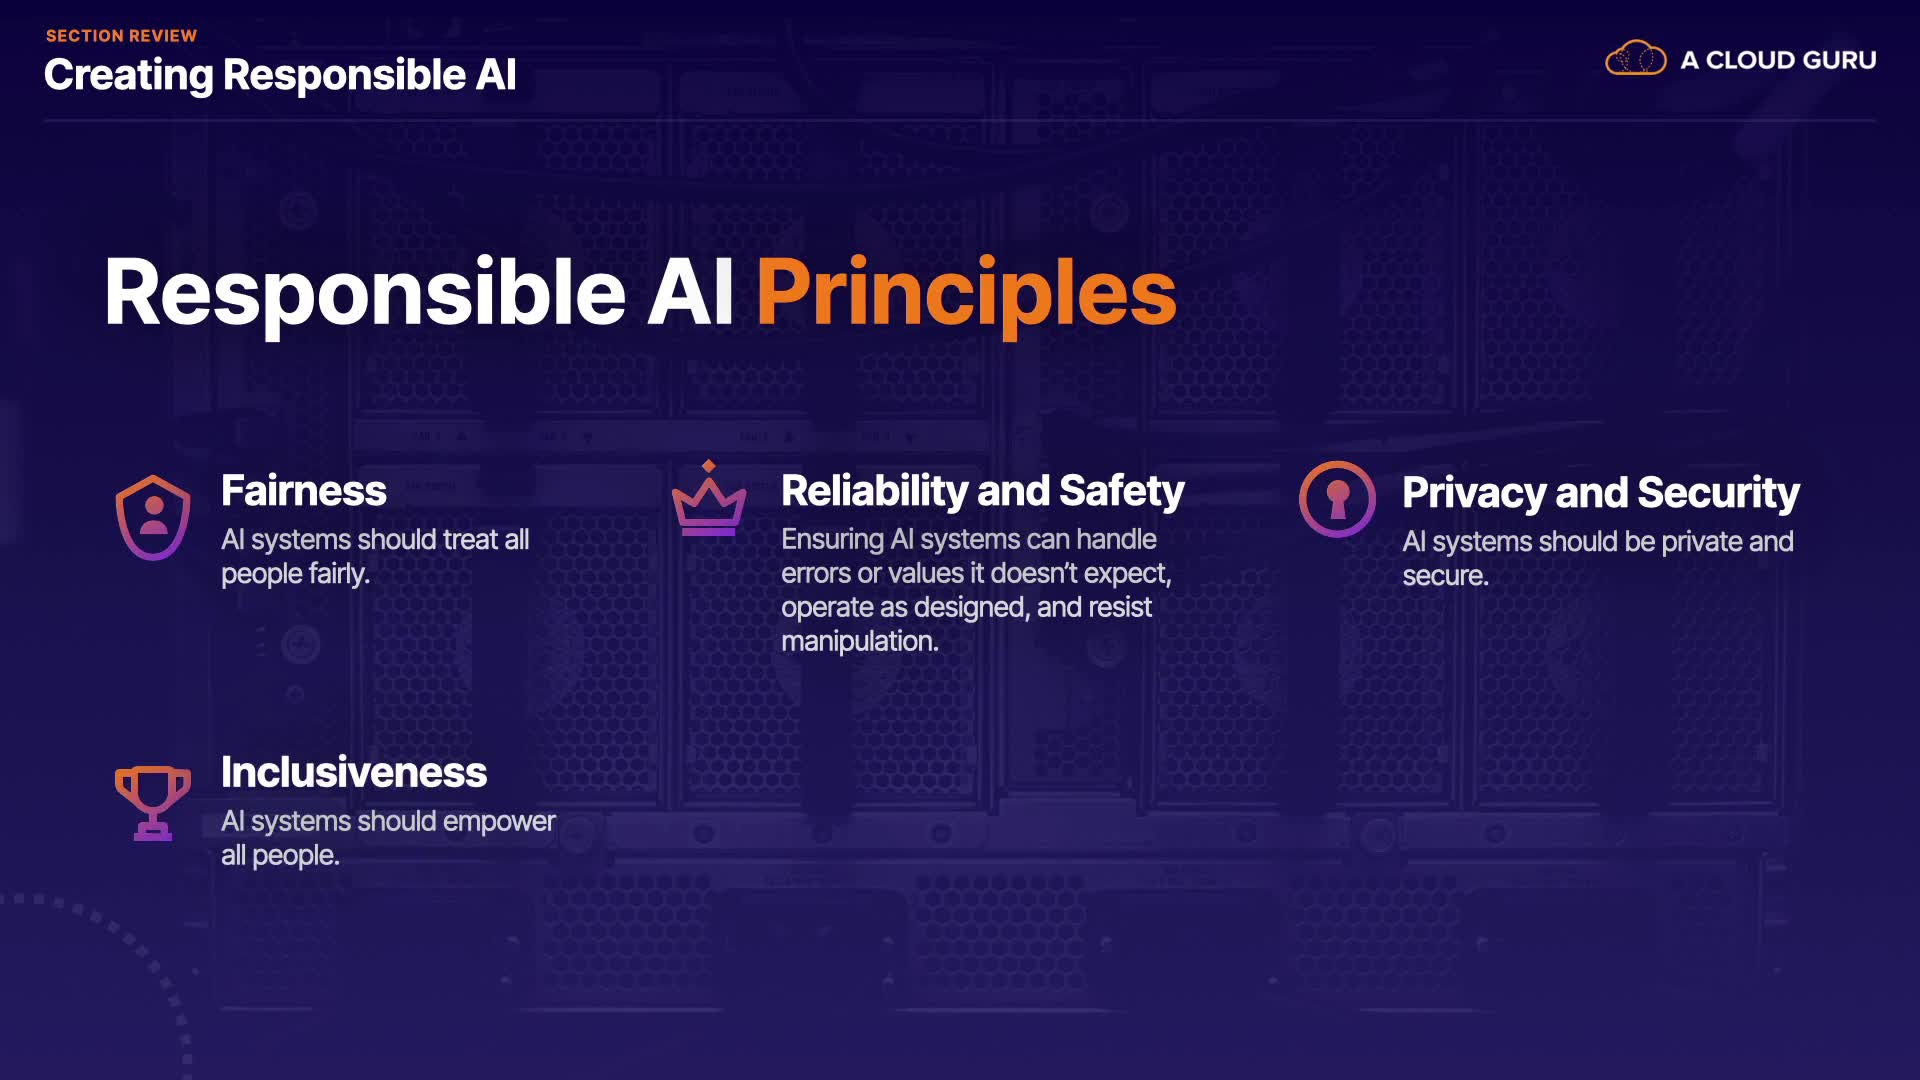 SECTION REVIEW
Creating Responsible AI
A CLOUD GURU
Responsible AI Principles
Fairness
AI systems should treat all
people fairly.
Reliability and Safety
Ensuring AI systems can handle
errors or values it doesn’t expect,
operate as designed, and resist
manipulation.
Privacy and Security
AI systems should be private and
secure.
Inclusiveness
AI systems should empower
all people.